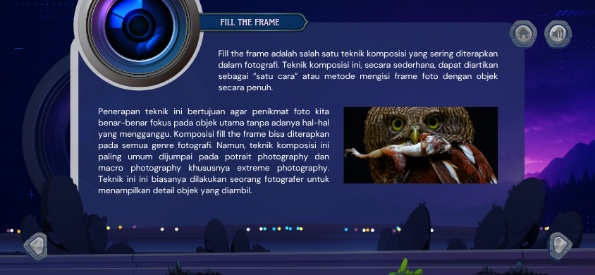 FILL THE FRAME
Fill the frame adalah salah satu teknik komposisi yang sering diterapkan
dalam fotografi. Teknik komposisi ini, secara sederhana, dapat diartikan
sebagai “satu cara” atau metode mengisi frame foto dengan objek
secara penuh.
Penerapan teknik ini bertujuan agar penikmat foto kita
benar-benar fokus pada objek utama tanpa adanya hal-hal
yang mengganggu. Komposisi fill the frame bisa diterapkan
pada semua genre fotografi. Namun, teknik komposisi ini
paling umum dijumpai pada potrait photography dan
macro photography khususnya extreme photography.
Teknik ini ini biasanya dilakukan seorang fotografer untuk
menampilkan detail objek yang diambil.